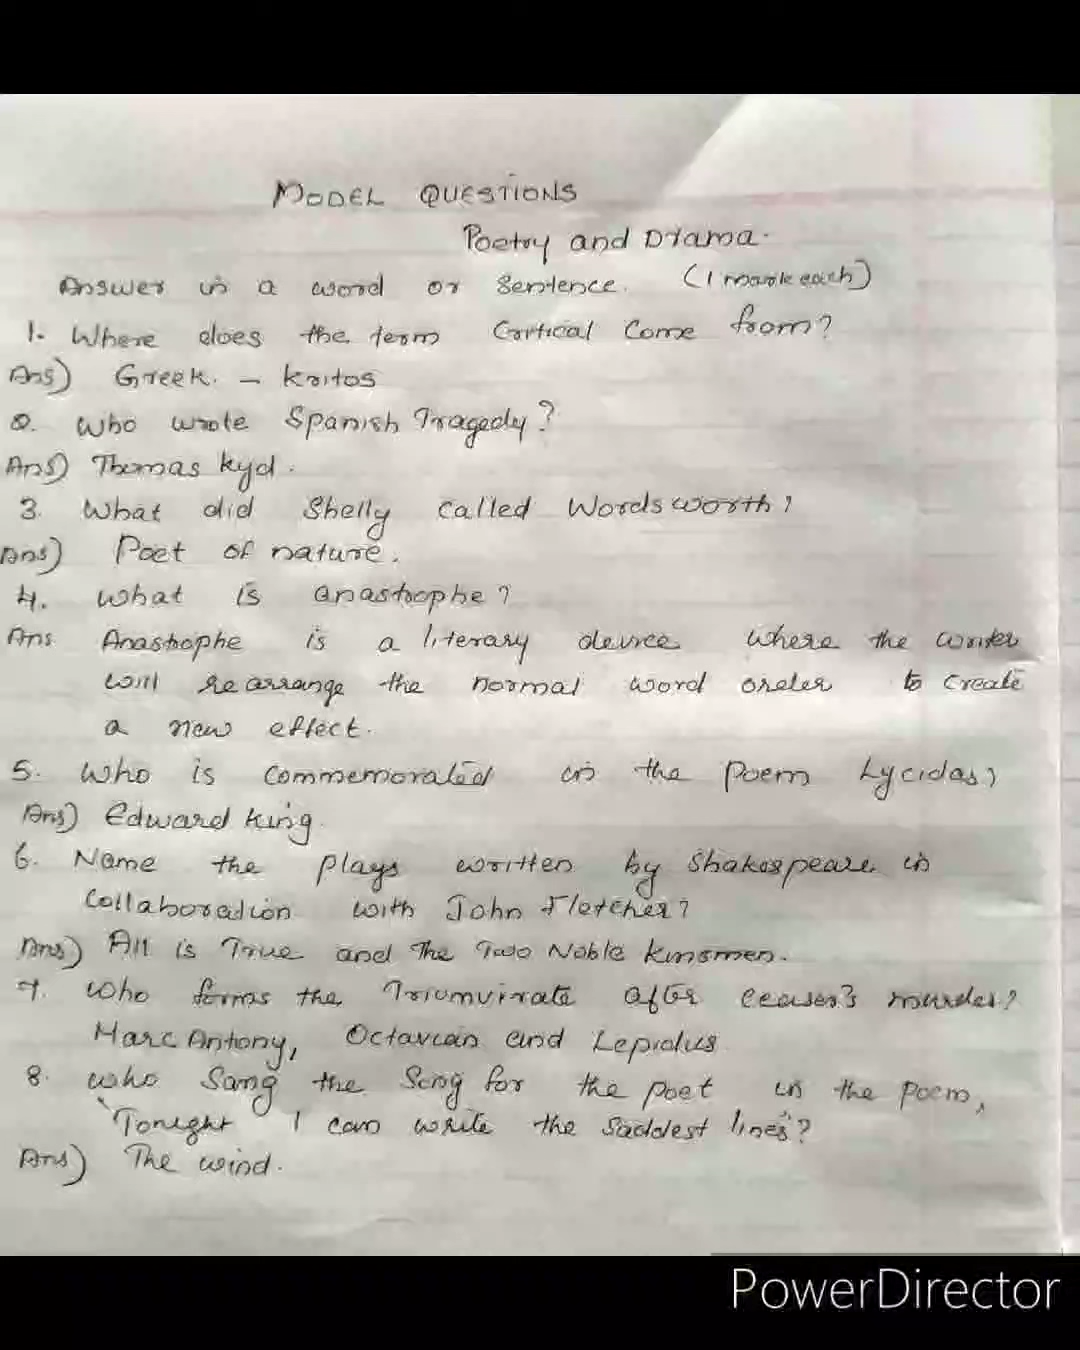 MODEL QUESTIONS
Poetry and Drama.
Answer in a word or sentence. (1 mark each)
1. Where does the term Cortical Come from?
Ans) Greek. - kritos
2. Who wrote Spanish Tragedy?
Ans) Thomas kyd.
3. What did Shelly called Wordsworth?
Ans) Poet of nature.
4. What is anastrophe?
Ans Anastrophe is a literary device where the writer
will rearrange the normal word order to create
a new effect.
5. Who is commemorated in the poem Lycidas?
Ans) Edward king.
6. Name the plays written by Shakespeare in
Collaboration with John Fletcher?
Ans) All is True and The Two Noble kinsmen.
7. Who forms the Triumvirate after ceaser's murder?
Marc Antony, Octavian and Lepidus
8. Who Sang the Song for the poet in the poem,
"Tonight I can write the saddest lines"?
Ans) The wind.
PowerDirector